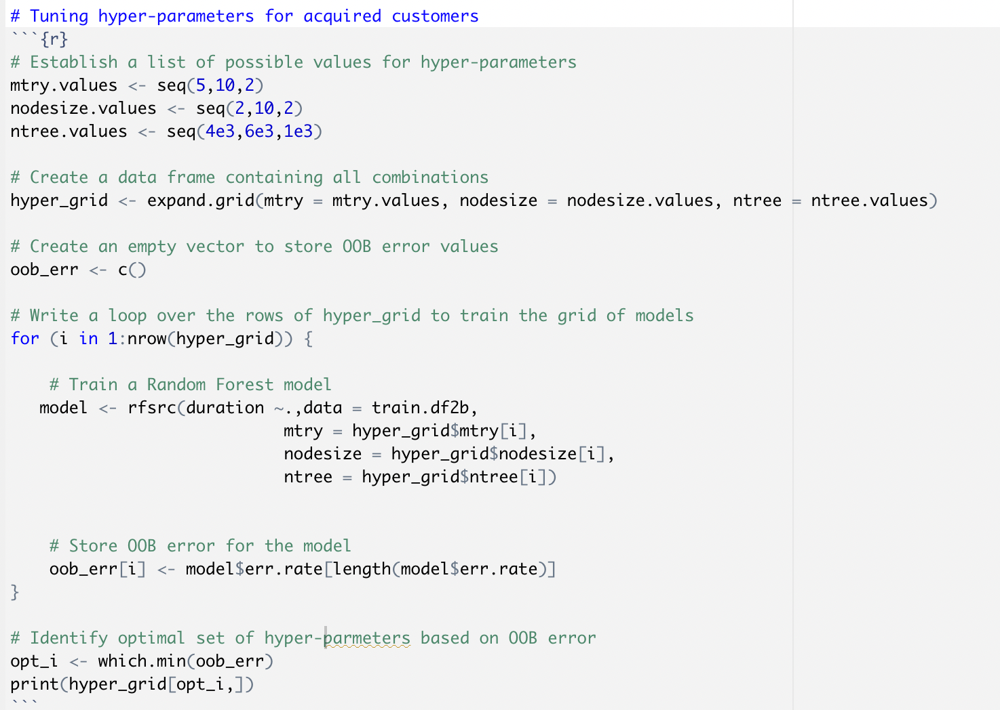 # Tuning hyper-parameters for acquired customers
```{r}
# Establish a list of possible values for hyper-parameters
mtry.values <- seq(5,10,2)
nodesize.values <- seq(2,10,2)
ntree.values <- seq(4e3,6e3,1e3)
# Create a data frame containing all combinations
hyper_grid <- expand.grid(mtry = mtry.values, nodesize = nodesize.values, ntree = ntree.values)
# Create an empty vector to store OOB error values
oob_err <- c()
# Write a loop over the rows of hyper_grid to train the grid of models
for (i in 1:nrow(hyper_grid)) {
    # Train a Random Forest model
   model <- rfsrc(duration ~.,data = train.df2b,
                            mtry = hyper_grid$mtry[i],
                            nodesize = hyper_grid$nodesize[i],
                            ntree = hyper_grid$ntree[i])
    # Store OOB error for the model
    oob_err[i] <- model$err.rate[length(model$err.rate)]
}
# Identify optimal set of hyper-parmeters based on OOB error
opt_i <- which.min(oob_err)
print(hyper_grid[opt_i,])
```